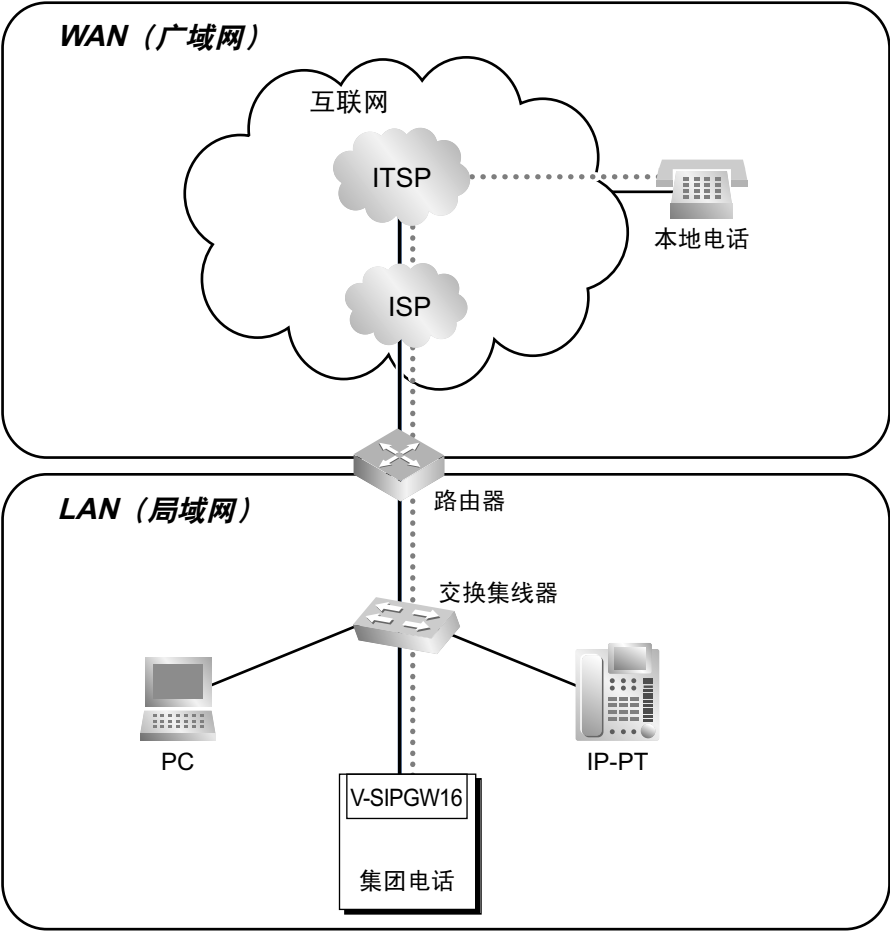 WAN（广域网）
互联网
ITSP
本地电话
ISP
路由器
LAN（局域网）
交换集线器
PC
IP-PT
V-SIPGW16
集团电话